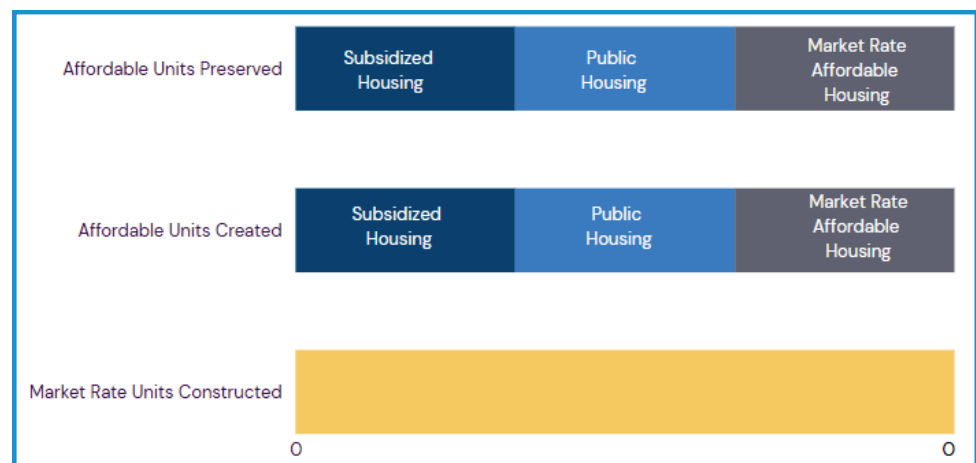 Affordable Units Preserved
Subsidized
Housing
Public
Housing
Market Rate
Affordable
Housing
Affordable Units Created
Subsidized
Housing
Public
Housing
Market Rate
Affordable
Housing
Market Rate Units Constructed
0
0